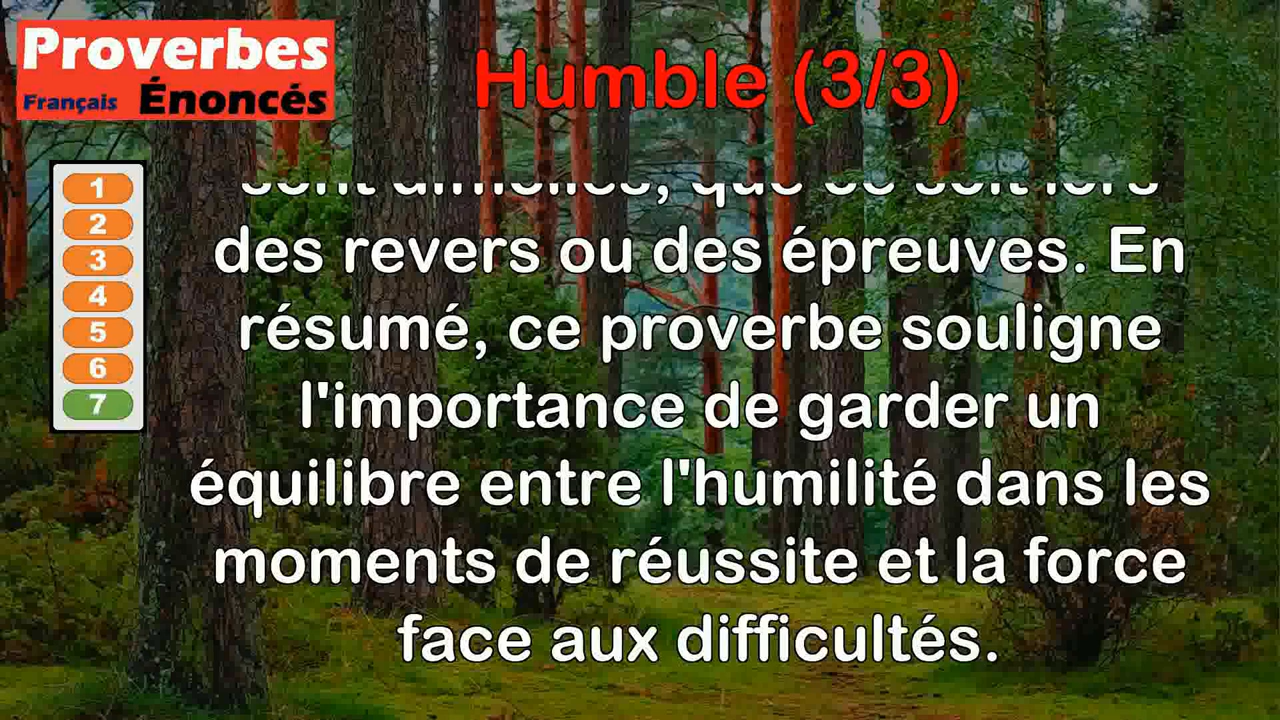 Proverbes
Français Énoncés
Humble (3/3)
1
2
3
4
5
6
7
des revers ou des épreuves. En
résumé, ce proverbe souligne
l'importance de garder un
équilibre entre l'humilité dans les
moments de réussite et la force
face aux difficultés.